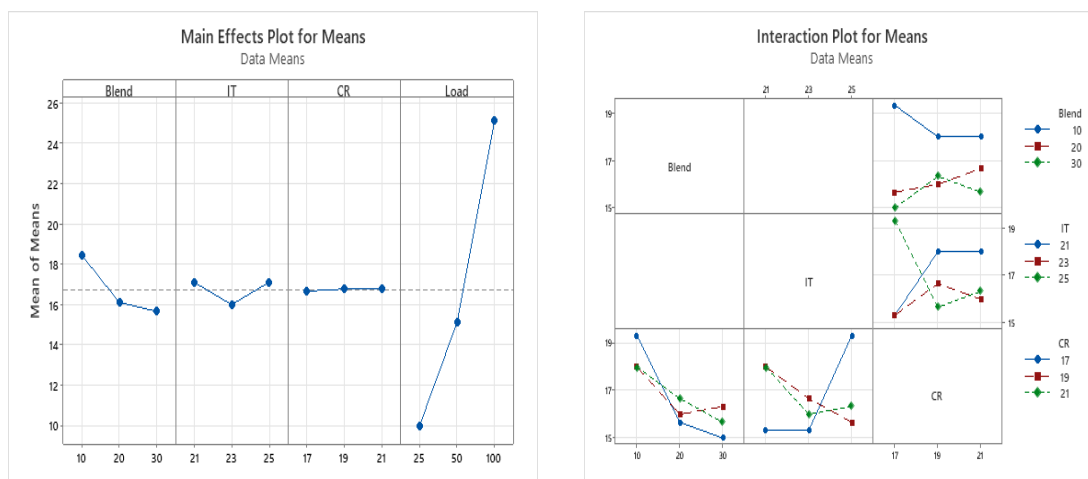 Main Effects Plot for Means
Data Means
Blend IT CR Load
Mean of Means
26
24
22
20
18
16
14
12
10
10 20 30 21 23 25 17 19 21 25 50 100
Interaction Plot for Means
Data Means
21 23 25
19
17
15
Blend
Blend
10
20
30
IT
19
17
15
IT
21
23
25
19
17
15
CR
CR
17
19
21
10 20 30 17 19 21